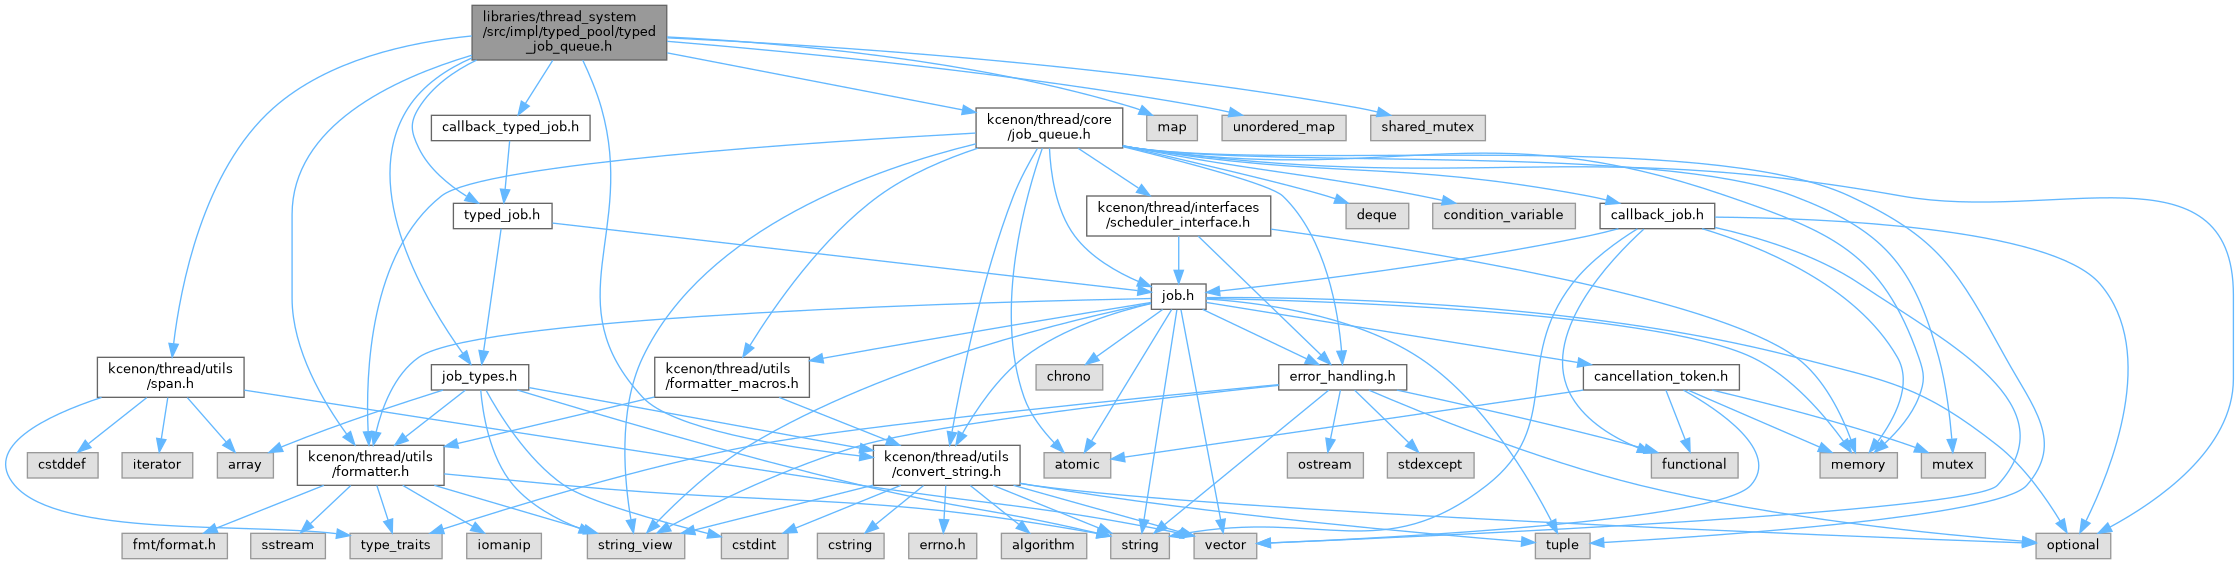 libraries/thread_system
/src/impl/typed_pool/typed
_job_queue.h
callback_typed_job.h
kcenon/thread/core
/job_queue.h
map
unordered_map
shared_mutex
typed_job.h
kcenon/thread/interfaces
/scheduler_interface.h
deque
condition_variable
callback_job.h
job.h
kcenon/thread/utils
/span.h
job_types.h
kcenon/thread/utils
/formatter_macros.h
chrono
error_handling.h
cancellation_token.h
cstddef
iterator
array
kcenon/thread/utils
/formatter.h
kcenon/thread/utils
/convert_string.h
atomic
ostream
stdexcept
functional
memory
mutex
fmt/format.h
sstream
type_traits
iomanip
string_view
cstdint
cstring
errno.h
algorithm
string
vector
tuple
optional